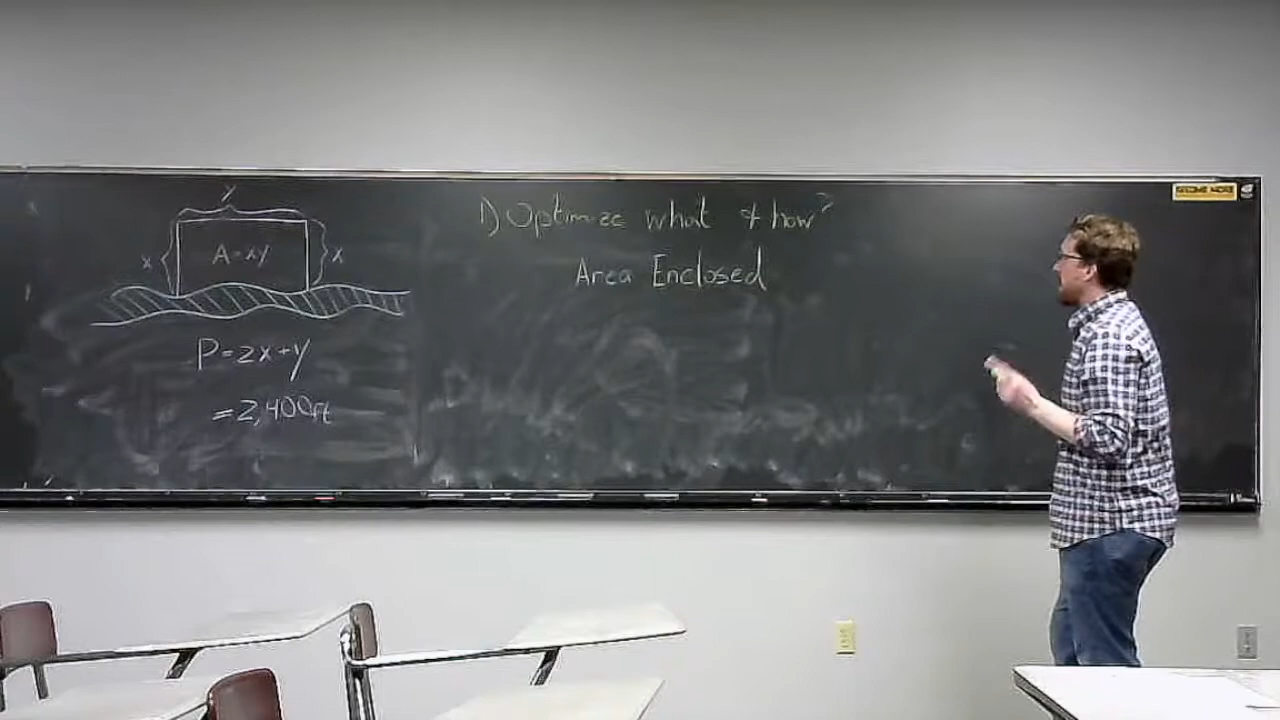 y
x A=xy x
P=2x+y
=2,400ft
1) Optimize what & how?
Area Enclosed